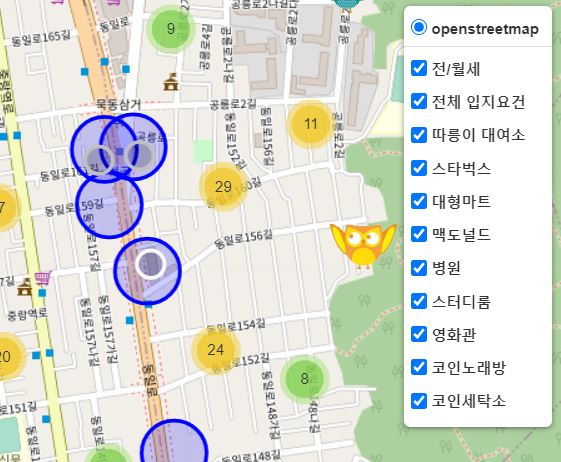 공릉로2나길
동일로165길
9
openstreetmap
전/월세
전체 입지요건
묵동삼거
공릉로2길
11
공릉로2길
따릉이 대여소
동일로152길
동일로156길
스타벅스
29
동일로159길
대형마트
동일로156길
맥도널드
병원
동일로157길
중랑역로
스터디룸
동일로154길
영화관
24
동일로152길
20
8
동일로
코인노래방
동일로157나길
동일로157가길
동일로148가길
동일로148나길
코인세탁소
동일로151길
동일로148길